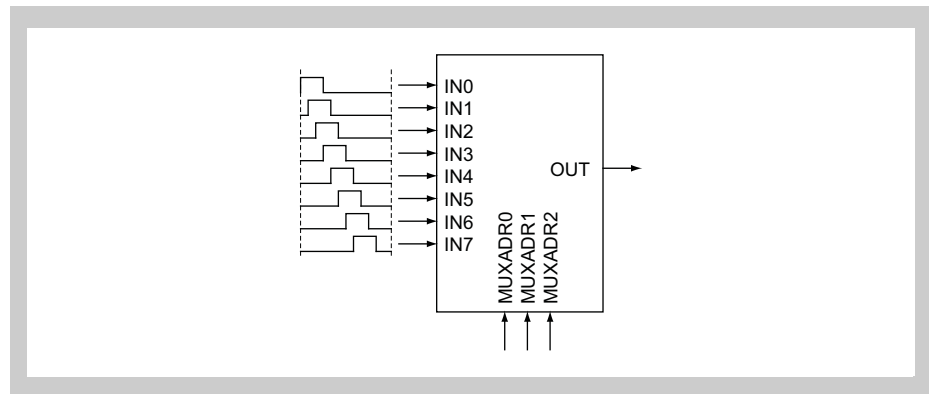 IN0
IN1
IN2
IN3
IN4
IN5
IN6
IN7
OUT
MUXADR0
MUXADR1
MUXADR2